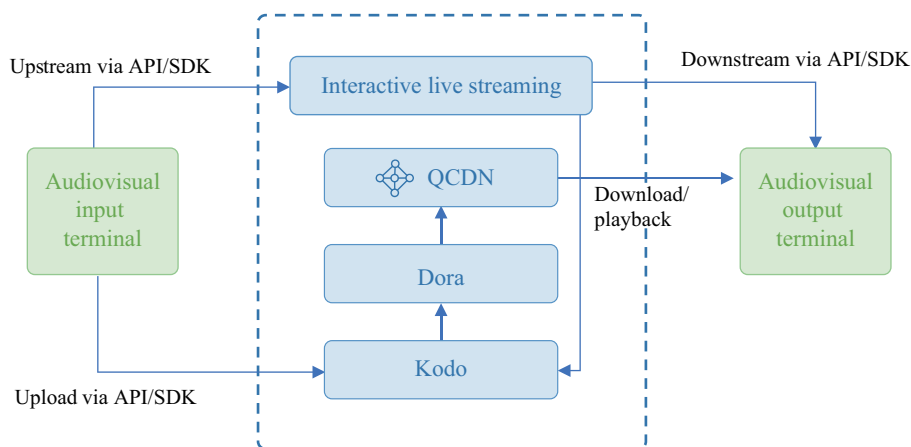 Upstream via API/SDK
Interactive live streaming
Downstream via API/SDK
Audiovisual
input
terminal
QCDN
Download/
playback
Audiovisual
output
terminal
Dora
Kodo
Upload via API/SDK